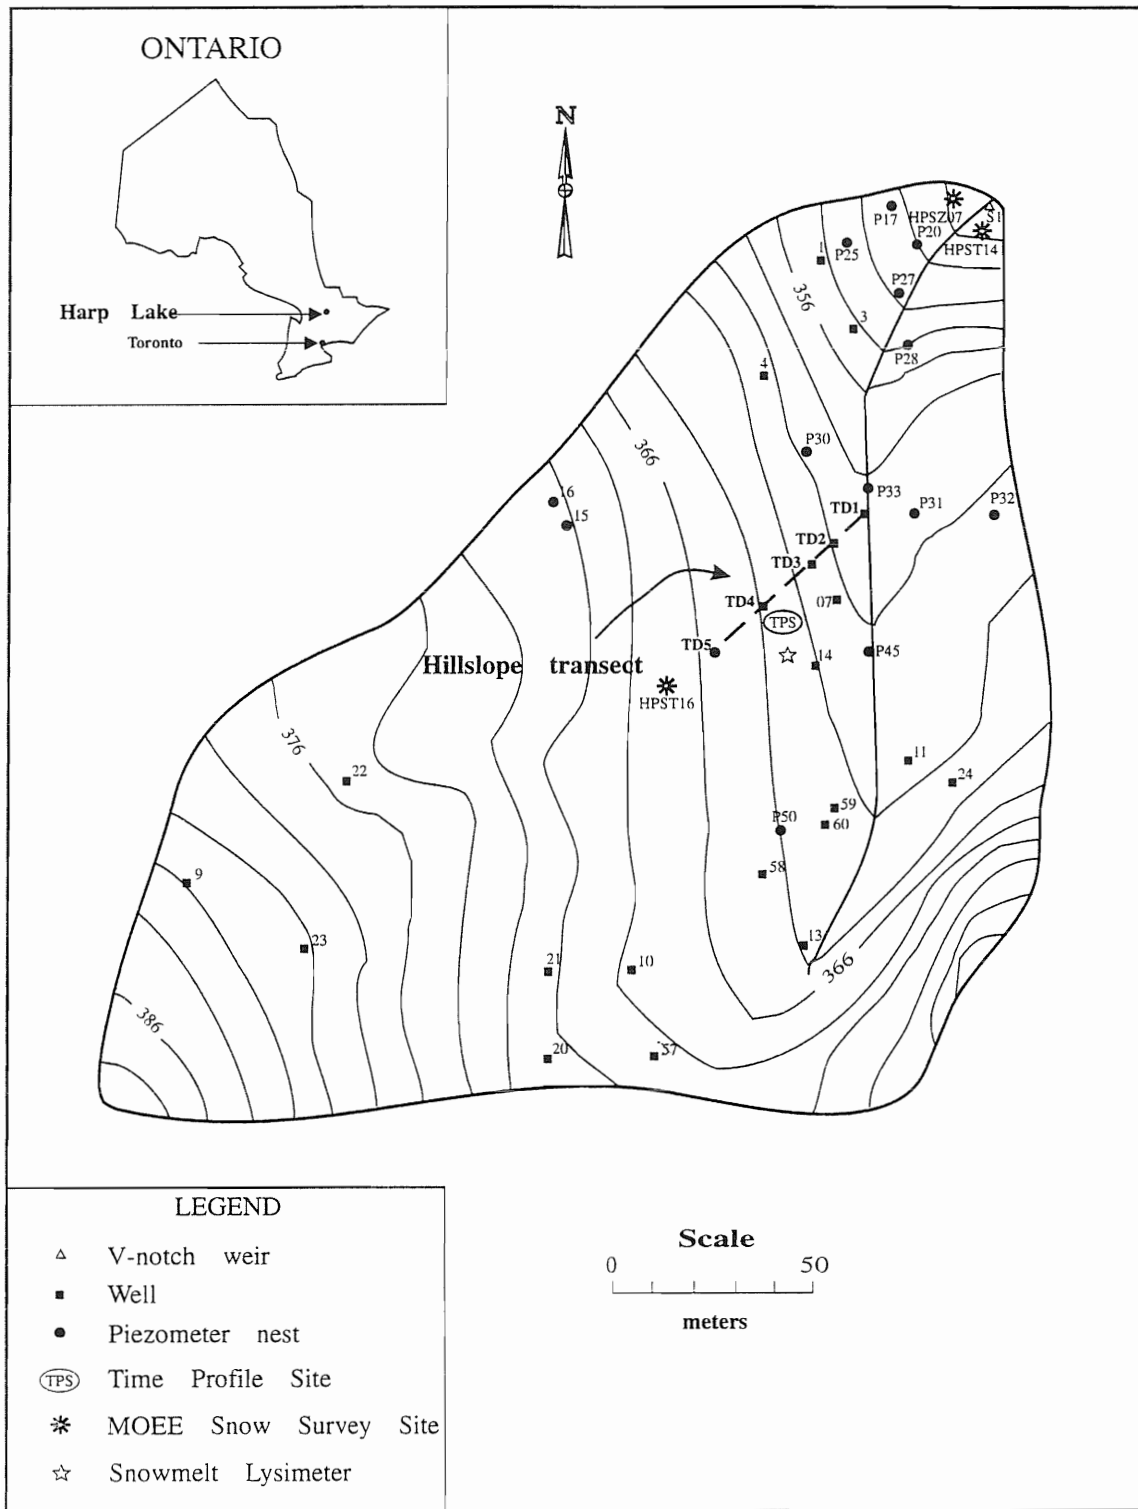 ONTARIO
Harp Lake
Toronto
N
P17
HPSZ07
S1
P20
HPST14
1
P25
356
P27
3
P28
4
366
P30
16
15
P33
TD1
P31
P32
TD2
TD3
07
TD4
TPS
TD5
14
P45
Hillslope transect
HPST16
376
22
11
24
59
60
P50
58
9
23
13
21
10
366
386
20
57
LEGEND
V-notch weir
Well
Piezometer nest
TPS Time Profile Site
MOEE Snow Survey Site
Snowmelt Lysimeter
Scale
0 50
meters